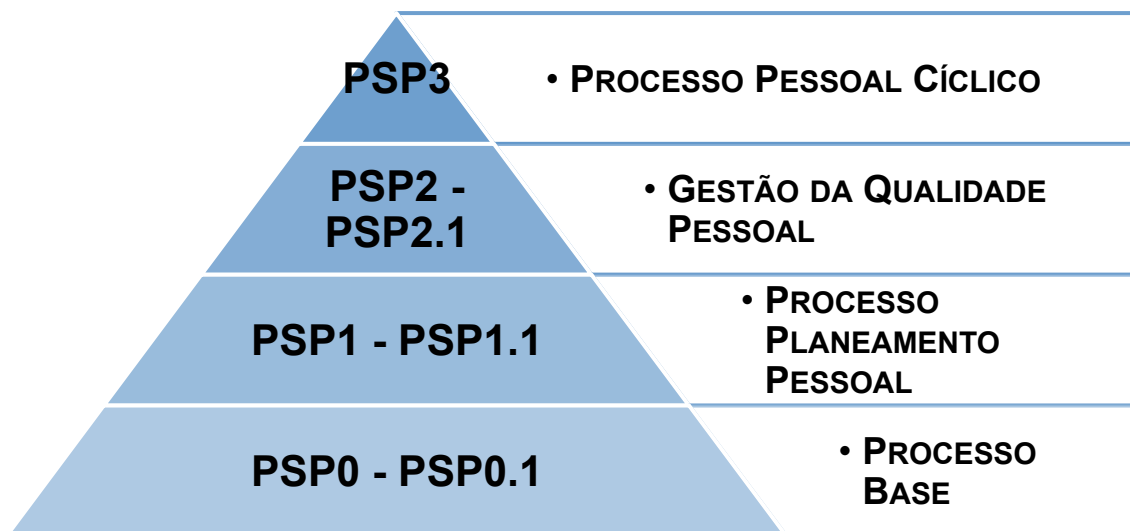 PSP3
• PROCESSO PESSOAL CÍCLICO
PSP2 -
PSP2.1
• GESTÃO DA QUALIDADE
PESSOAL
PSP1 - PSP1.1
• PROCESSO
PLANEAMENTO
PESSOAL
PSP0 - PSP0.1
• PROCESSO
BASE